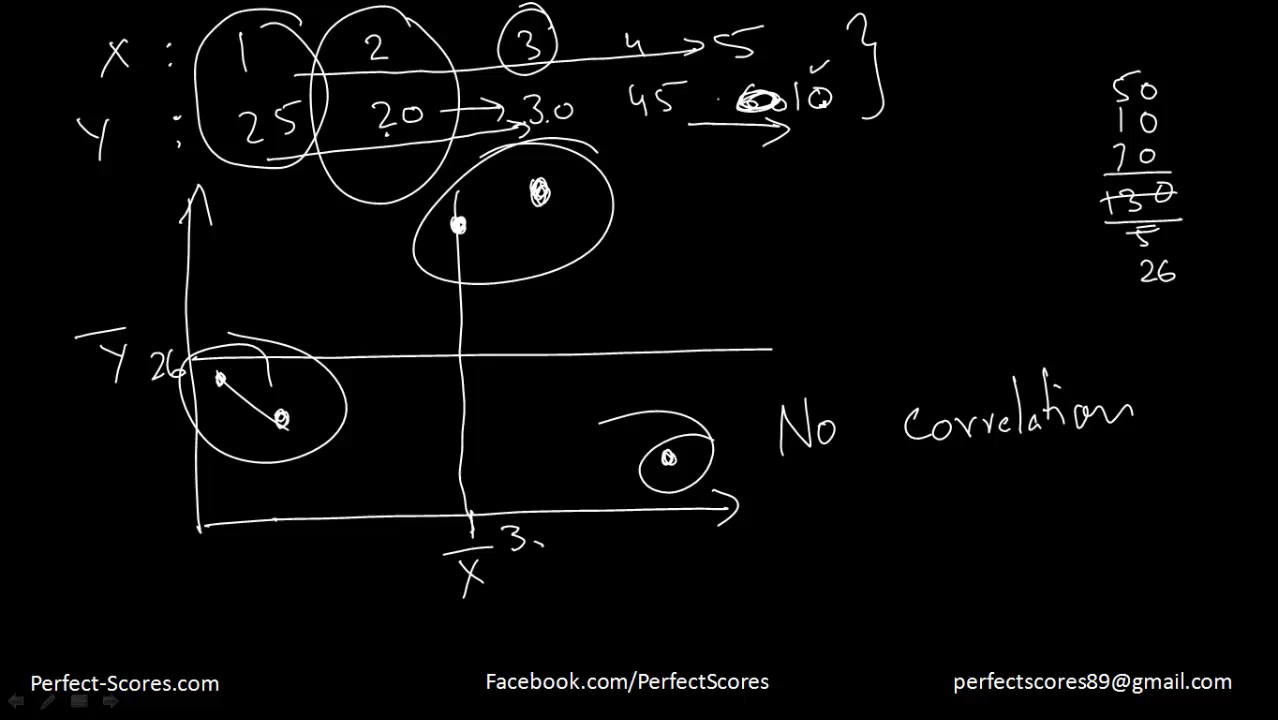 X : 1 2 3 4 5
Y : 25 20 30 45 10
50
10
70
130
5
26
Y 26
No correlation
X 3
Perfect-Scores.com
Facebook.com/PerfectScores
perfectscores89@gmail.com